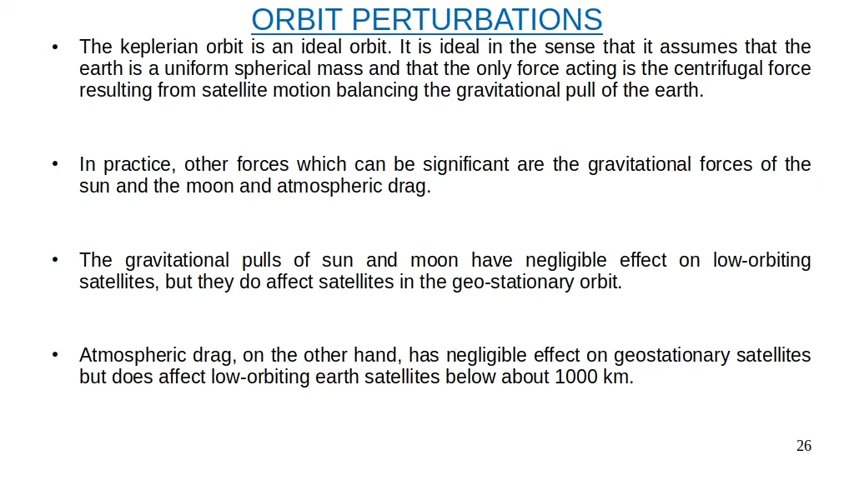 ORBIT PERTURBATIONS
• The keplerian orbit is an ideal orbit. It is ideal in the sense that it assumes that the
earth is a uniform spherical mass and that the only force acting is the centrifugal force
resulting from satellite motion balancing the gravitational pull of the earth.
• In practice, other forces which can be significant are the gravitational forces of the
sun and the moon and atmospheric drag.
• The gravitational pulls of sun and moon have negligible effect on low-orbiting
satellites, but they do affect satellites in the geo-stationary orbit.
• Atmospheric drag, on the other hand, has negligible effect on geostationary satellites
but does affect low-orbiting earth satellites below about 1000 km.
26